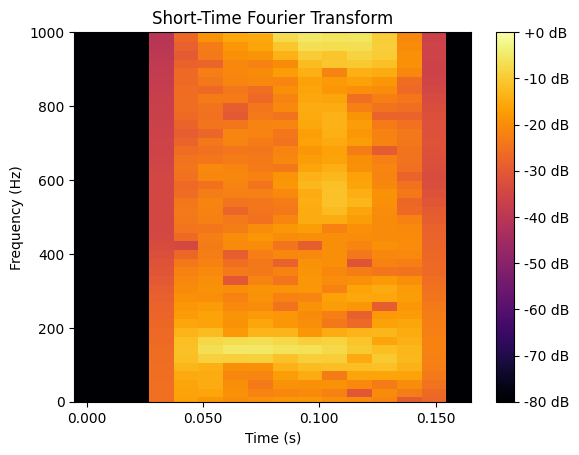 Short-Time Fourier Transform
1000
800
600
400
200
0
Frequency (Hz)
0.000
0.050
0.100
0.150
Time (s)
+0 dB
-10 dB
-20 dB
-30 dB
-40 dB
-50 dB
-60 dB
-70 dB
-80 dB